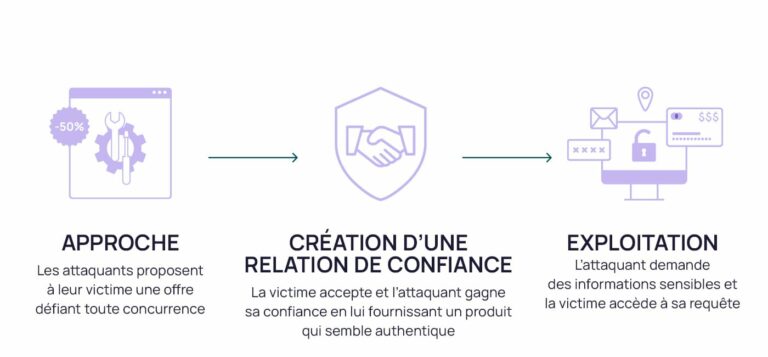 -50%
$$$
××××
APPROCHE
Les attaquants proposent
à leur victime une offre
défiant toute concurrence
CRÉATION D'UNE
RELATION DE CONFIANCE
La victime accepte et l'attaquant gagne
sa confiance en lui fournissant un produit
qui semble authentique
EXPLOITATION
L'attaquant demande
des informations sensibles et
la victime accède à sa requête